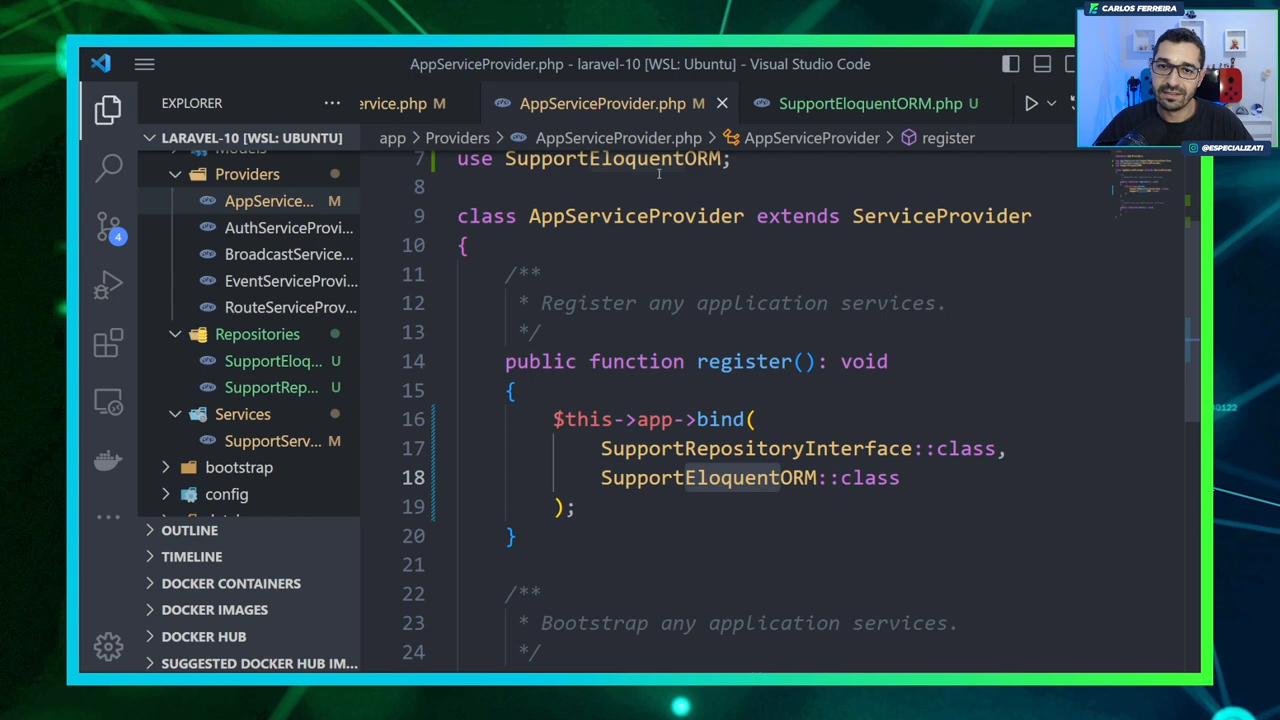 CARLOS FERREIRA
AppServiceProvider.php - laravel-10 [WSL: Ubuntu] - Visual Studio Code
EXPLORER
ervice.php M
AppServiceProvider.php M
SupportEloquentORM.php U
LARAVEL-10 [WSL: UBUNTU]
app > Providers > AppServiceProvider.php > AppServiceProvider > register
@ESPECIALIZATI
Models
Providers
AppService... M
AuthServiceProvi...
BroadcastService...
EventServiceProvi...
RouteServiceProv...
Repositories
SupportEloq... U
SupportRep... U
Services
SupportServ... M
bootstrap
config
OUTLINE
TIMELINE
DOCKER CONTAINERS
DOCKER IMAGES
DOCKER HUB
SUGGESTED DOCKER HUB IM...
4
7 use SupportEloquentORM;
8
9 class AppServiceProvider extends ServiceProvider
10 {
11 /**
12 * Register any application services.
13 */
14 public function register(): void
15 {
16 $this->app->bind(
17 SupportRepositoryInterface::class,
18 SupportEloquentORM::class
19 );
20 }
21
22 /**
23 * Bootstrap any application services.
24 */